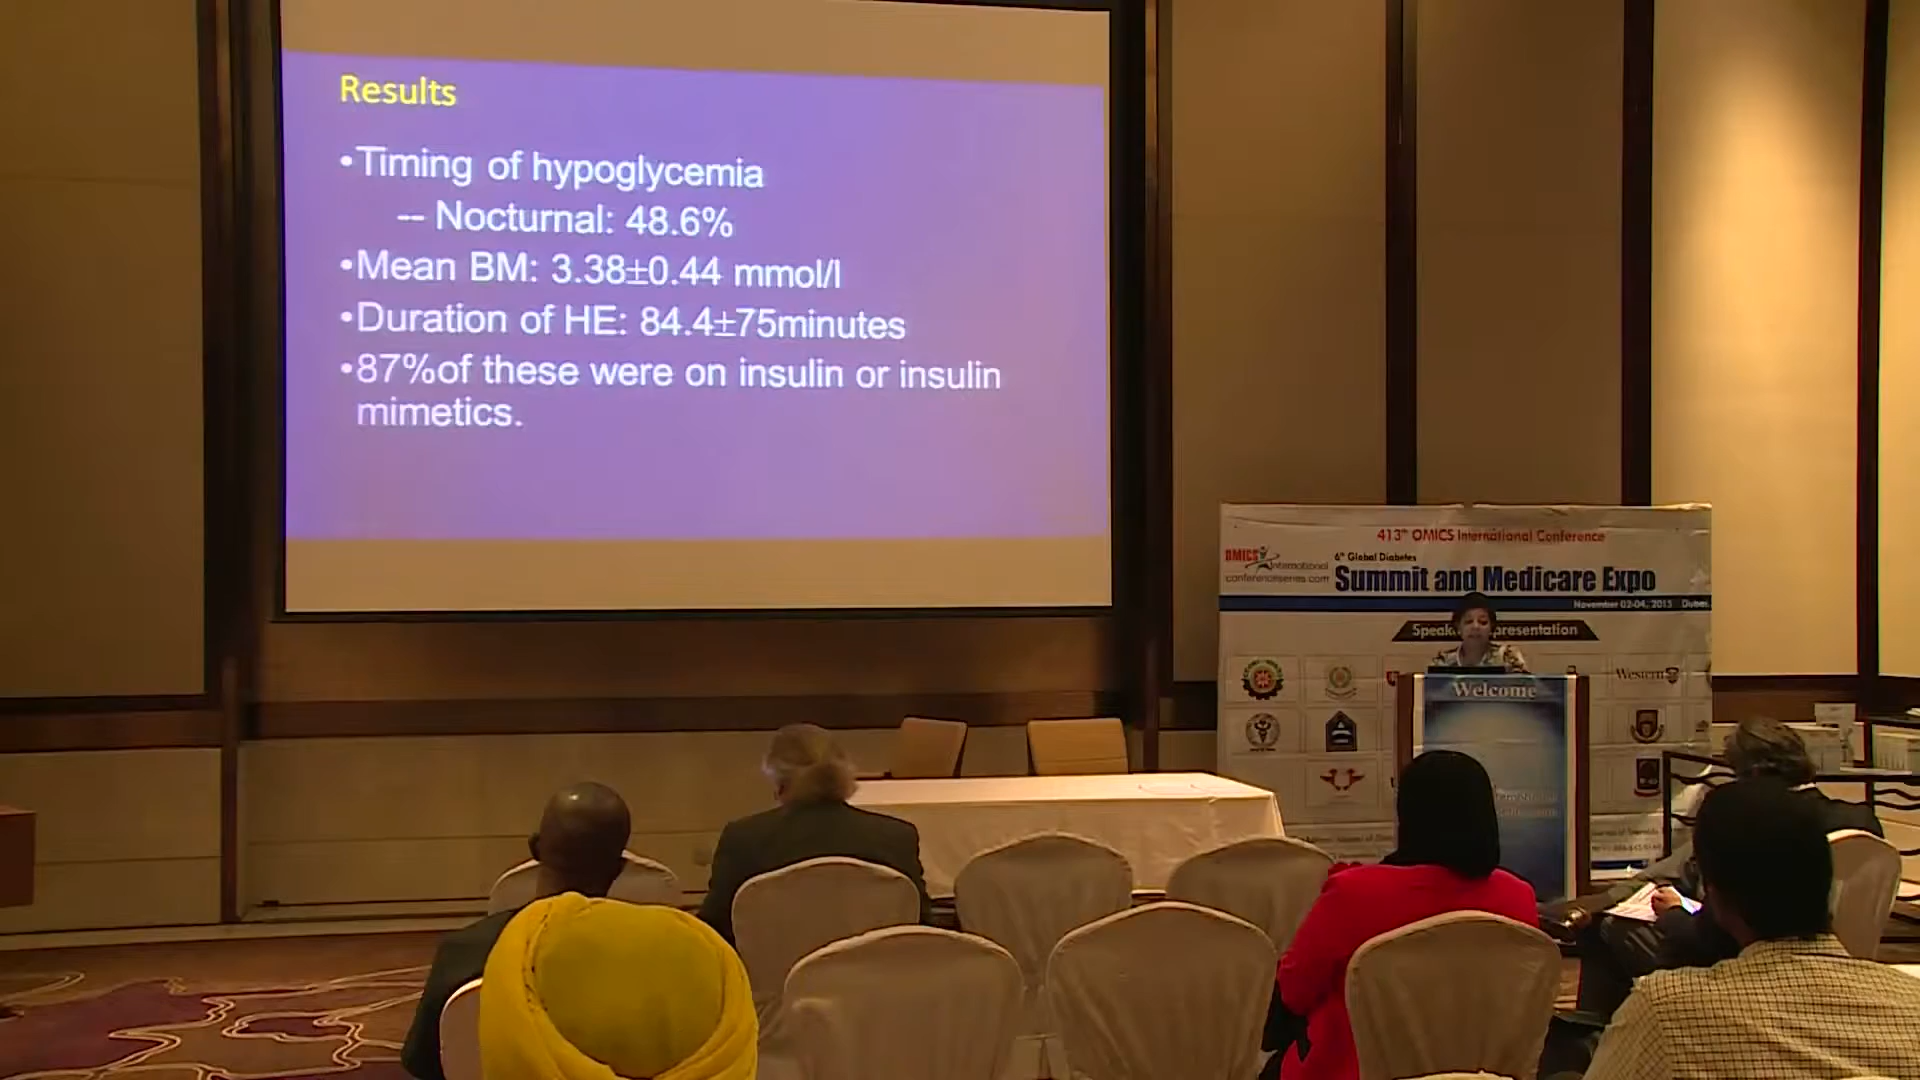 Results
•Timing of hypoglycemia
-- Nocturnal: 48.6%
•Mean BM: 3.38±0.44 mmol/l
•Duration of HE: 84.4±75minutes
•87%of these were on insulin or insulin
mimetics.
413th OMICS International Conference
OMICS International
conferenceseries.com
6th Global Diabetes
Summit and Medicare Expo
November 02-04, 2015 Dubai
presentation
Western
Welcome